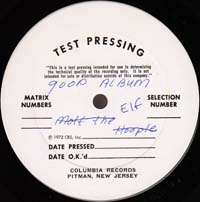 TEST PRESSING
"This is a test pressing intended for use in determining
the technical quality of the recording only. It is not
intended for sale or distribution outside of this company."
GOOD ALBUM
MATRIX NUMBERS
SELECTION NUMBER
Elf
Mott the
Hoople
© 1972 CBS, Inc.
DATE PRESSED
DATE O.K.'d
COLUMBIA RECORDS
PITMAN, NEW JERSEY